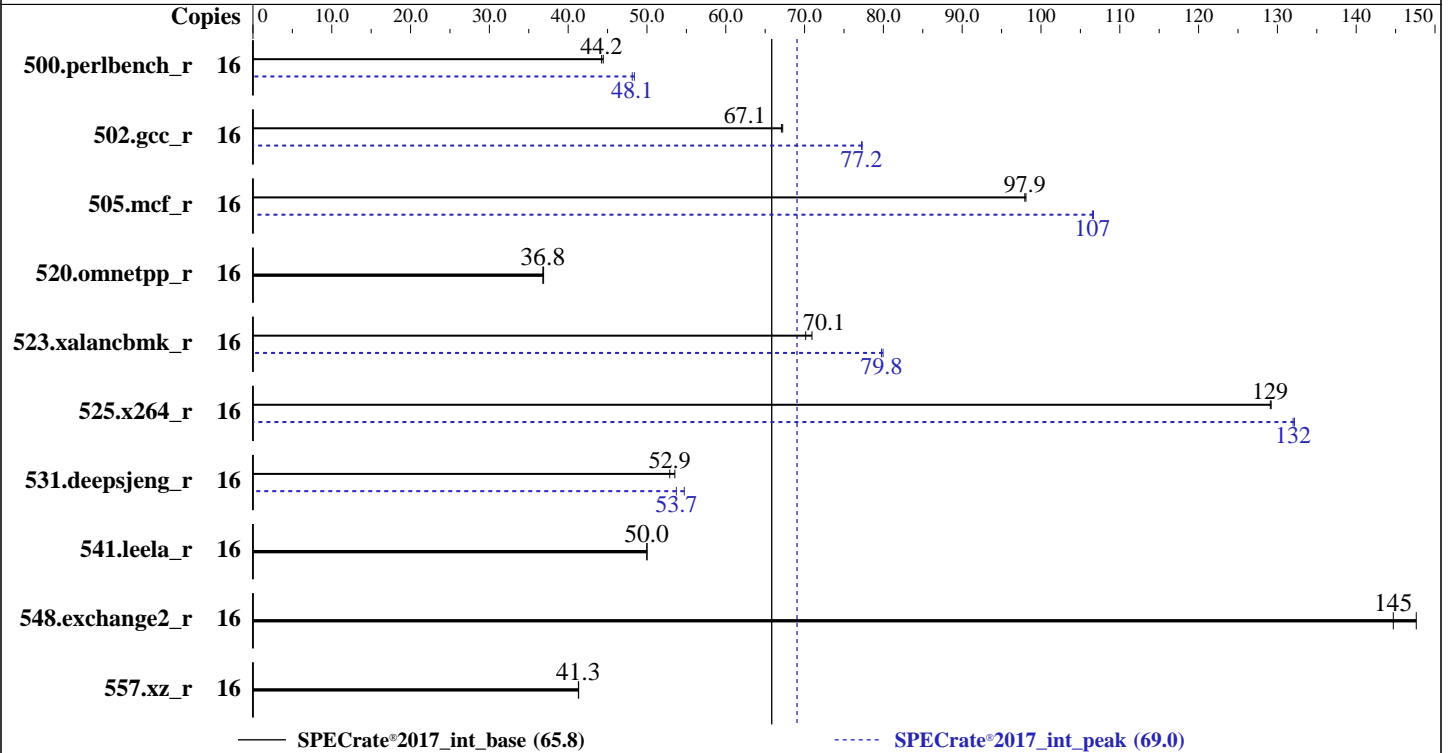 Copies 0 10.0 20.0 30.0 40.0 50.0 60.0 70.0 80.0 90.0 100 110 120 130 140 150
44.2
500.perlbench_r 16
48.1
67.1
502.gcc_r 16
77.2
97.9
505.mcf_r 16
107
36.8
520.omnetpp_r 16
70.1
523.xalancbmk_r 16
79.8
129
525.x264_r 16
132
52.9
531.deepsjeng_r 16
53.7
50.0
541.leela_r 16
145
548.exchange2_r 16
41.3
557.xz_r 16
SPECrate®2017_int_base (65.8) SPECrate®2017_int_peak (69.0)